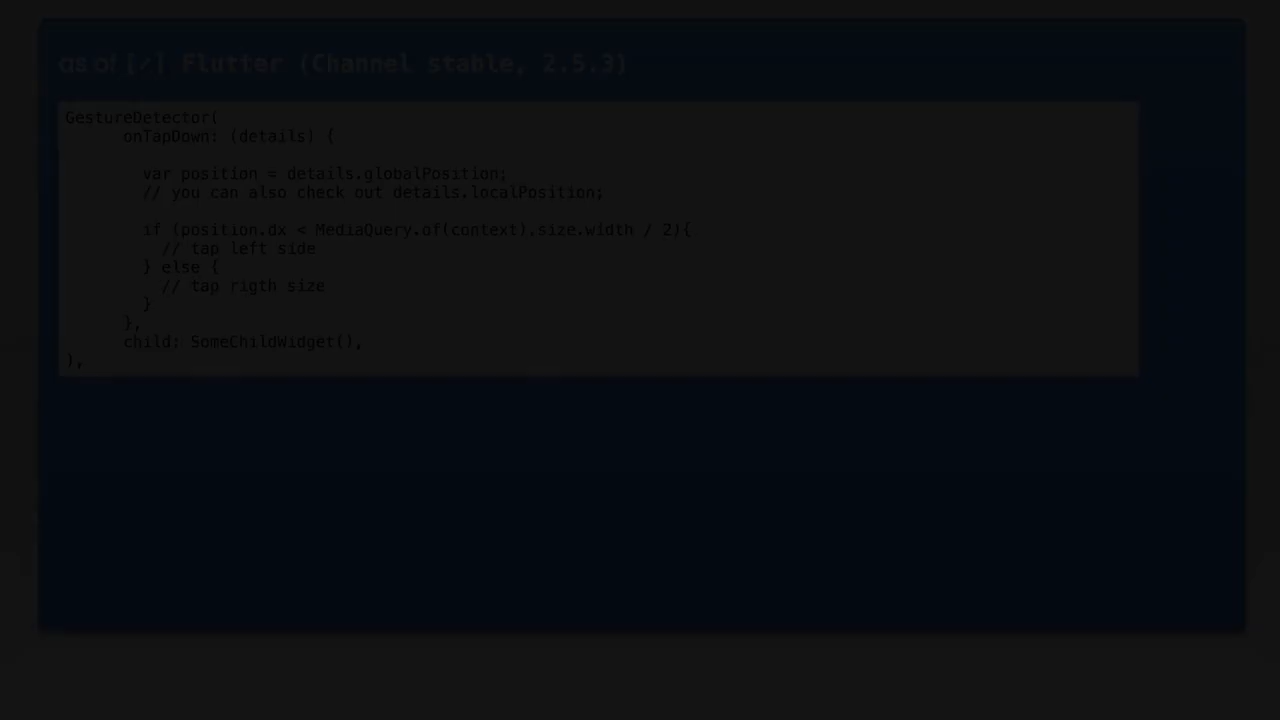 as of [✓] Flutter (Channel stable, 2.5.3)
GestureDetector(
      onTapDown: (details) {
        var position = details.globalPosition;
        // you can also check out details.localPosition;
        if (position.dx < MediaQuery.of(context).size.width / 2){
          // tap left side
        } else {
          // tap rigth size
        }
      },
      child: SomeChildWidget(),
),